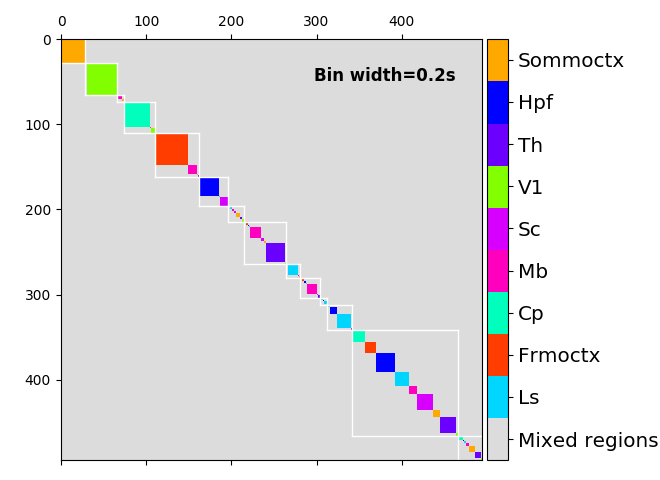 0 100 200 300 400
0
100
200
300
400
Bin width=0.2s
Sommoctx
Hpf
Th
V1
Sc
Mb
Cp
Frmoctx
Ls
Mixed regions